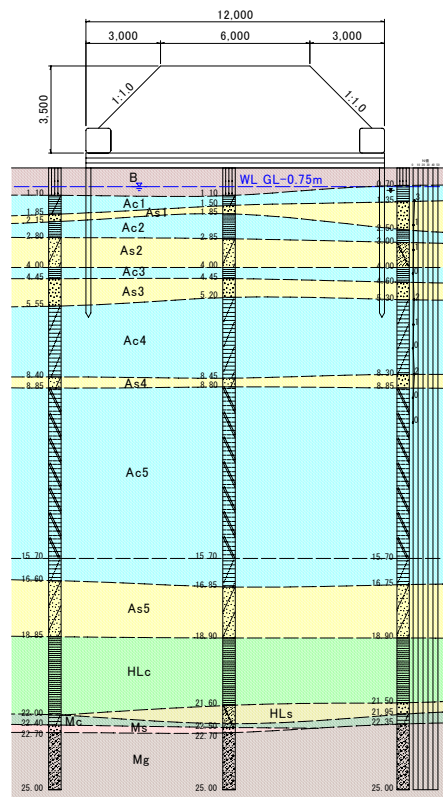 12,000
3,000 6,000 3,000
3,500
1:1.0 1:1.0
B WL GL-0.75m 0.70
1.10 Ac1 1.10 1.35
1.85 As1 1.50
2.15 1.85
Ac2
2.80 2.95 3.00
As2
4.00 4.00 4.00
Ac3
4.45 4.45 4.60
As3
5.55 5.20 5.30
Ac4
8.40 8.45 8.30
As4
8.85 8.80 8.85
Ac5
15.70 15.70
16.60 16.85 16.75
As5
18.85 18.90 18.90
HLc
21.60 21.50
22.00 HLs 21.95
22.40 Mc 22.50 22.35
Ms
22.70 22.70
Mg
25.00 25.00 25.00